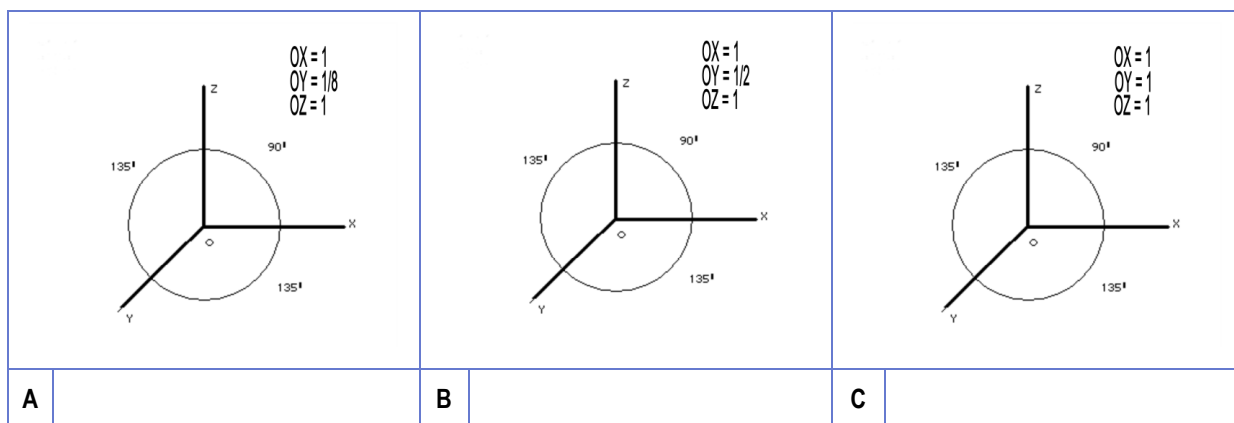 OX = 1
OY = 1/8
OZ = 1
Z
90'
135'
X
O
135'
Y
OX = 1
OY = 1/2
OZ = 1
Z
90'
135'
X
O
135'
Y
OX = 1
OY = 1
OZ = 1
Z
90'
135'
X
O
135'
Y
A
B
C